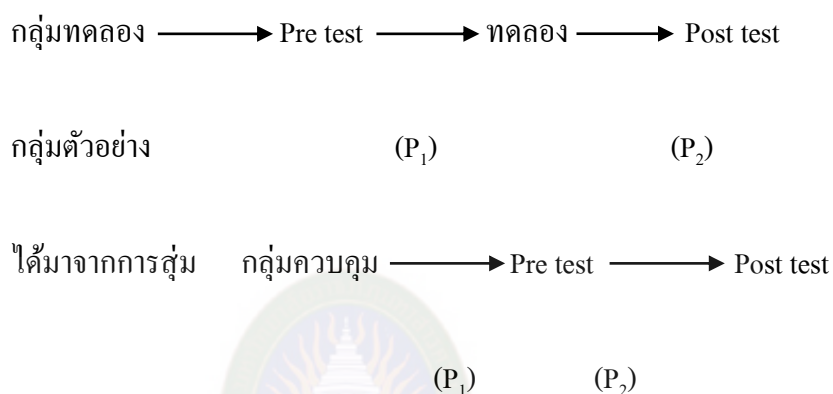 กลุ่มทดลอง Pre test ทดลอง Post test
กลุ่มตัวอย่าง (P₁) (P₂)
ได้มาจากการสุ่ม กลุ่มควบคุม Pre test Post test
(P₁) (P₂)